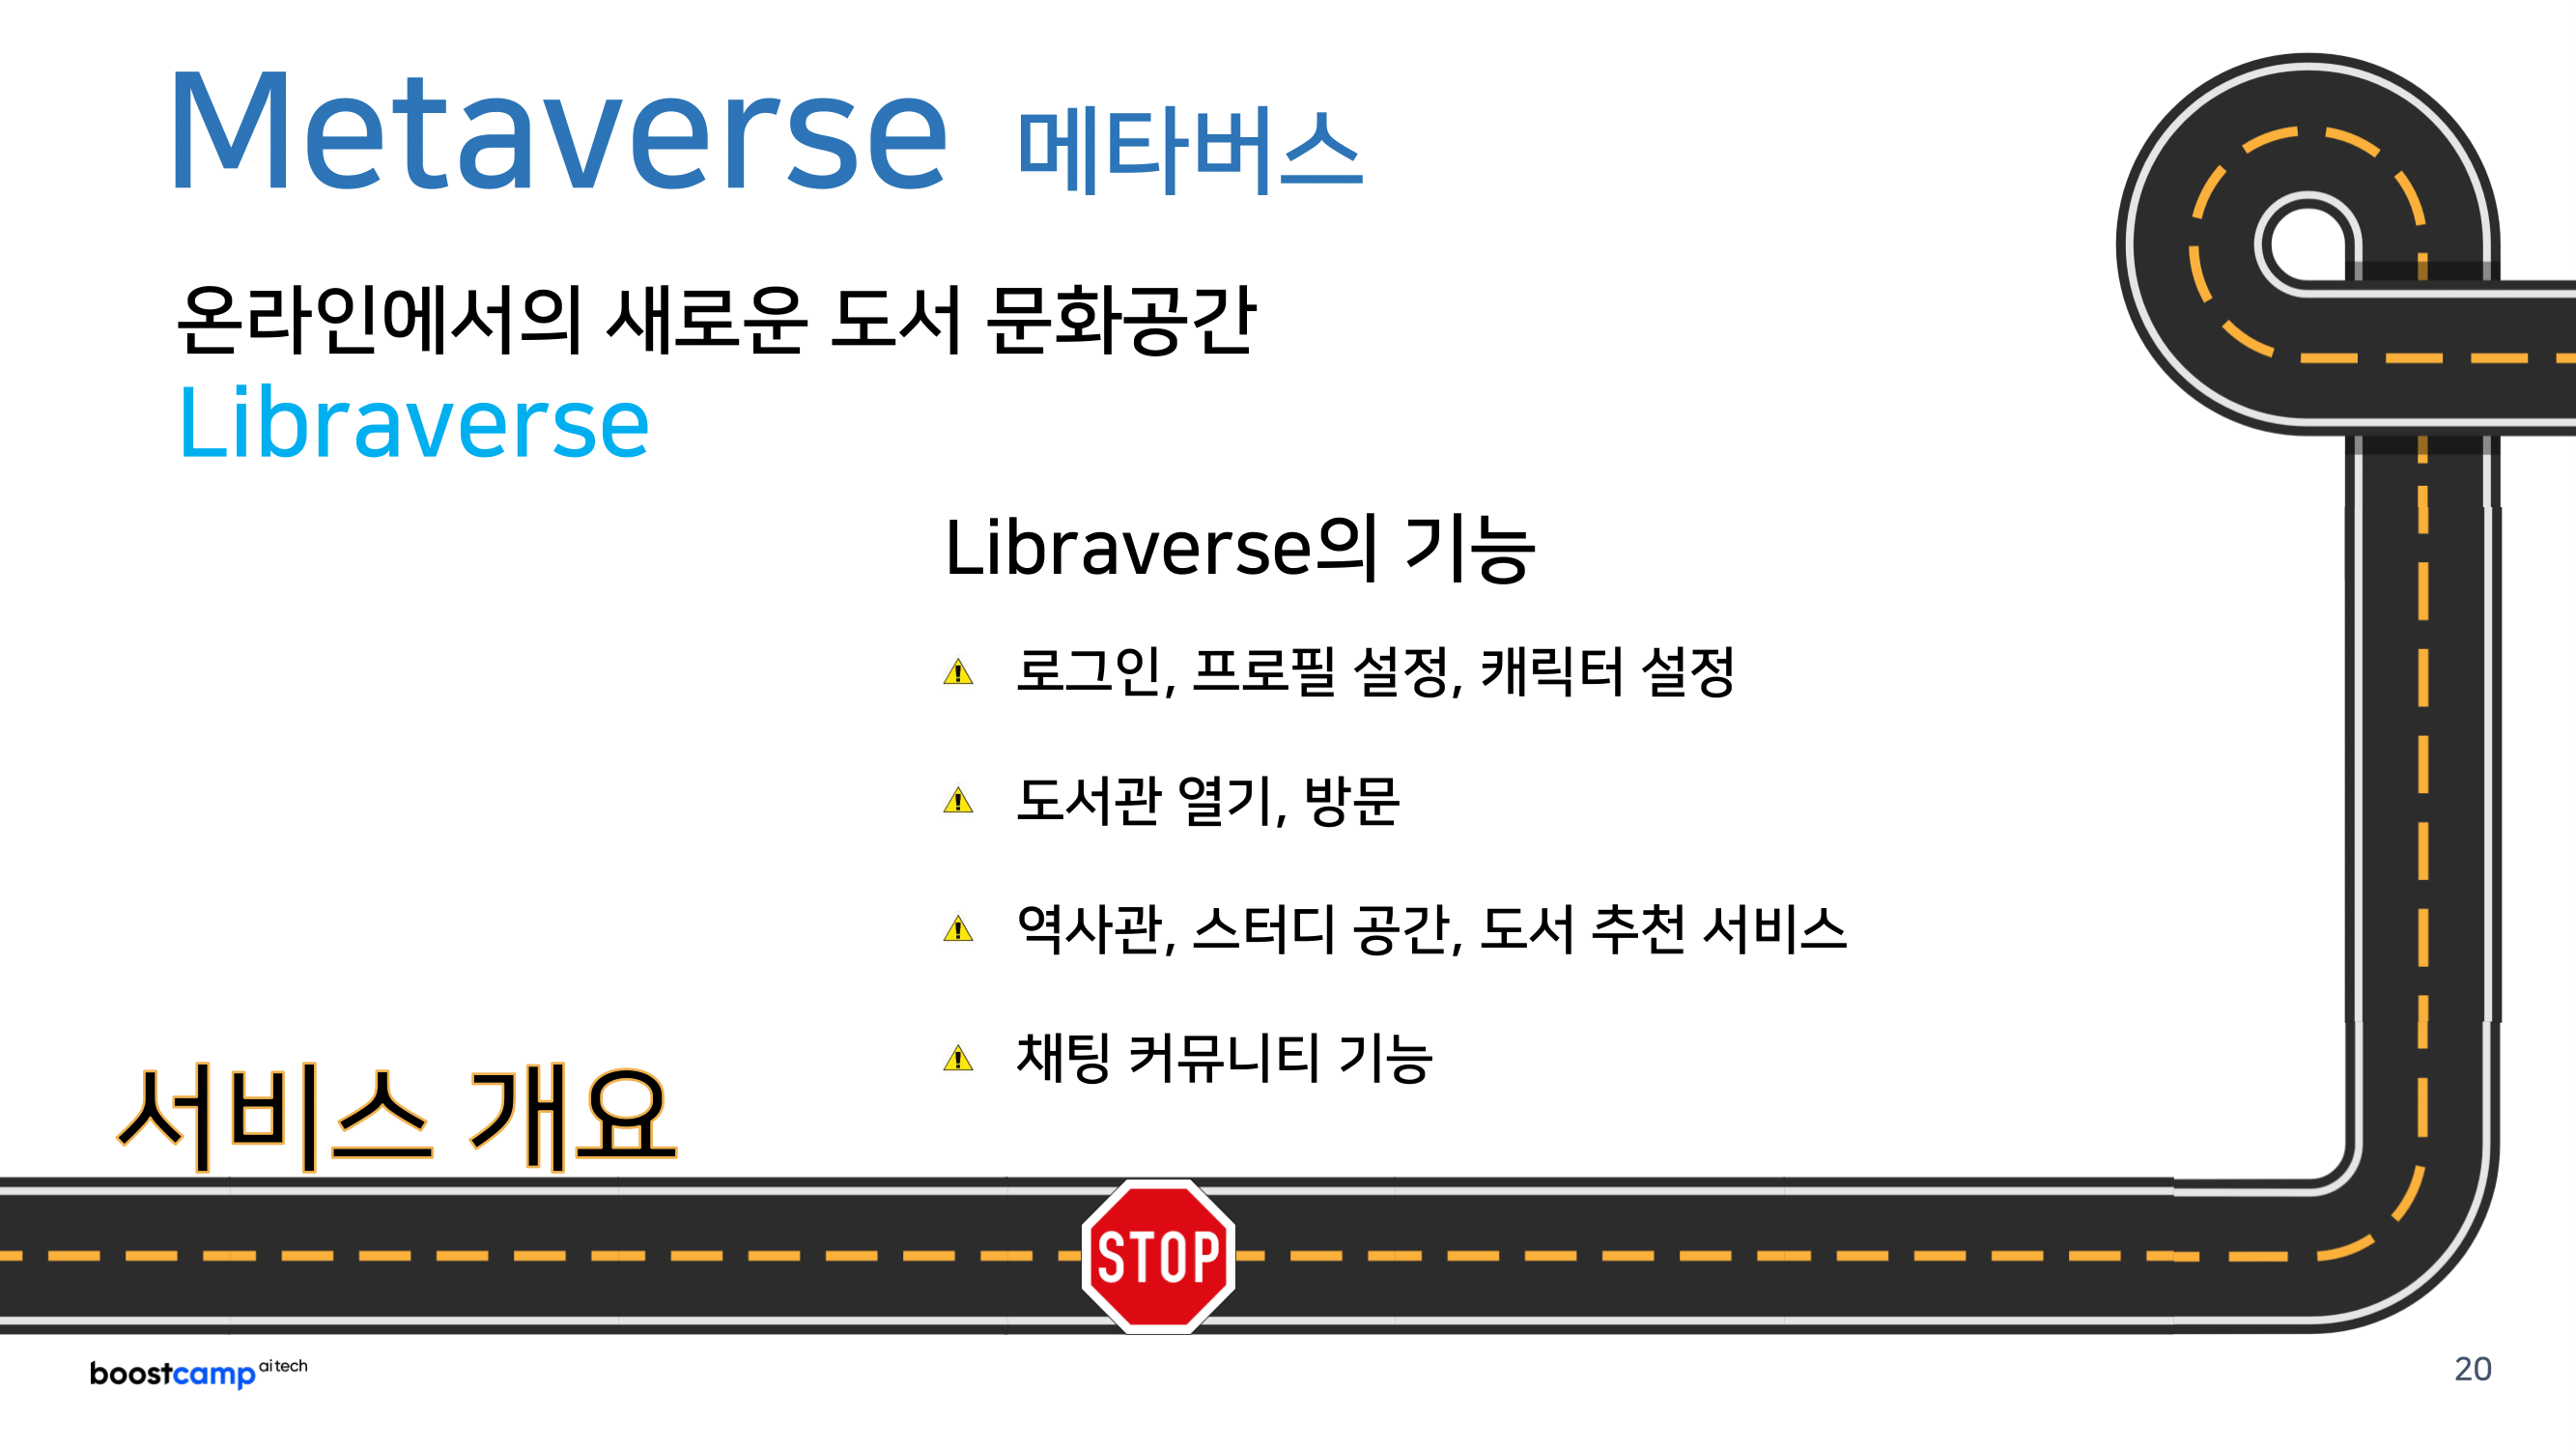 Metaverse 메타버스
온라인에서의 새로운 도서 문화공간
Libraverse
Libraverse의 기능
로그인, 프로필 설정, 캐릭터 설정
도서관 열기, 방문
역사관, 스터디 공간, 도서 추천 서비스
채팅 커뮤니티 기능
서비스 개요
STOP
boostcamp ai tech
20